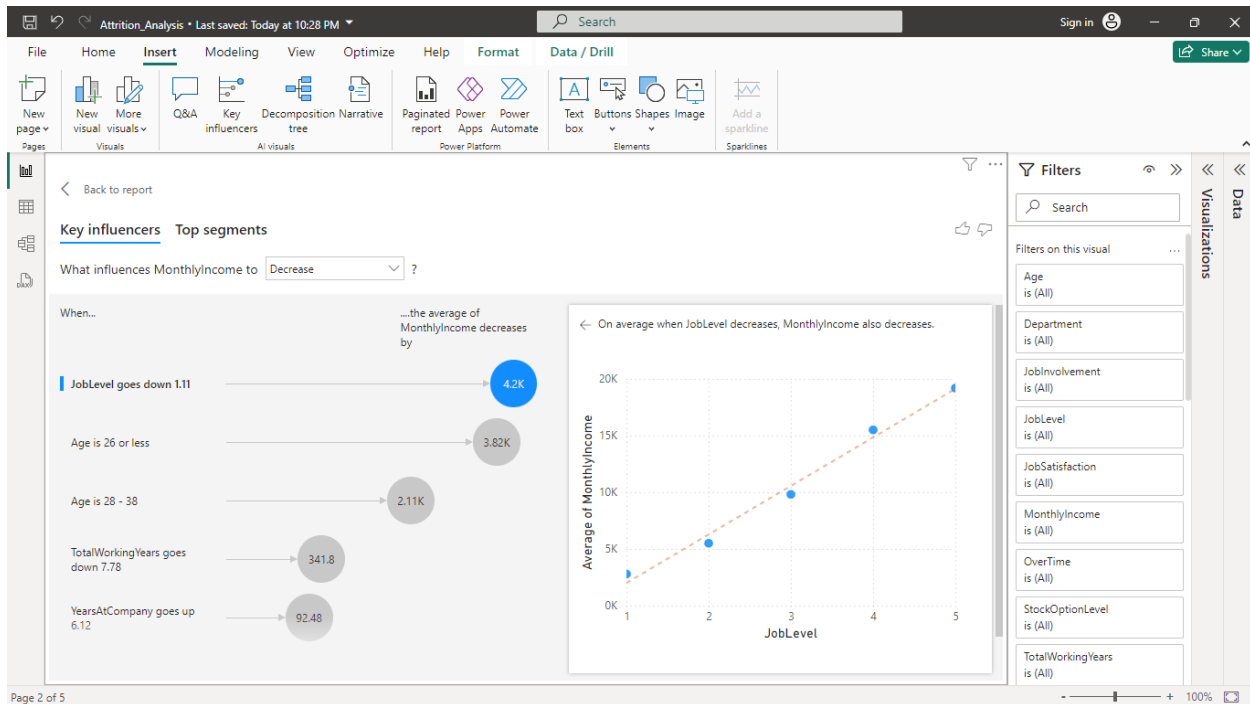 Attrition_Analysis • Last saved: Today at 10:28 PM
Search
Sign in
File Home Insert Modeling View Optimize Help Format Data / Drill
Share
New page
New visual
More visuals
Q&A
Key influencers
Decomposition tree
Narrative
Paginated report
Power Apps
Power Automate
Text box
Buttons
Shapes
Image
Add a sparkline
Pages
Visuals
AI visuals
Power Platform
Elements
Sparklines
Back to report
Key influencers Top segments
What influences MonthlyIncome to Decrease ?
When...
....the average of
MonthlyIncome decreases
by
JobLevel goes down 1.11
4.2K
Age is 26 or less
3.82K
Age is 28 - 38
2.11K
TotalWorkingYears goes
down 7.78
341.8
YearsAtCompany goes up
6.12
92.48
On average when JobLevel decreases, MonthlyIncome also decreases.
Average of MonthlyIncome
20K
15K
10K
5K
0K
1 2 3 4 5
JobLevel
Filters
Search
Filters on this visual
...
Age
is (All)
Department
is (All)
JobInvolvement
is (All)
JobLevel
is (All)
JobSatisfaction
is (All)
MonthlyIncome
is (All)
OverTime
is (All)
StockOptionLevel
is (All)
TotalWorkingYears
is (All)
Visualizations
Data
DAX
Page 2 of 5
- + 100%